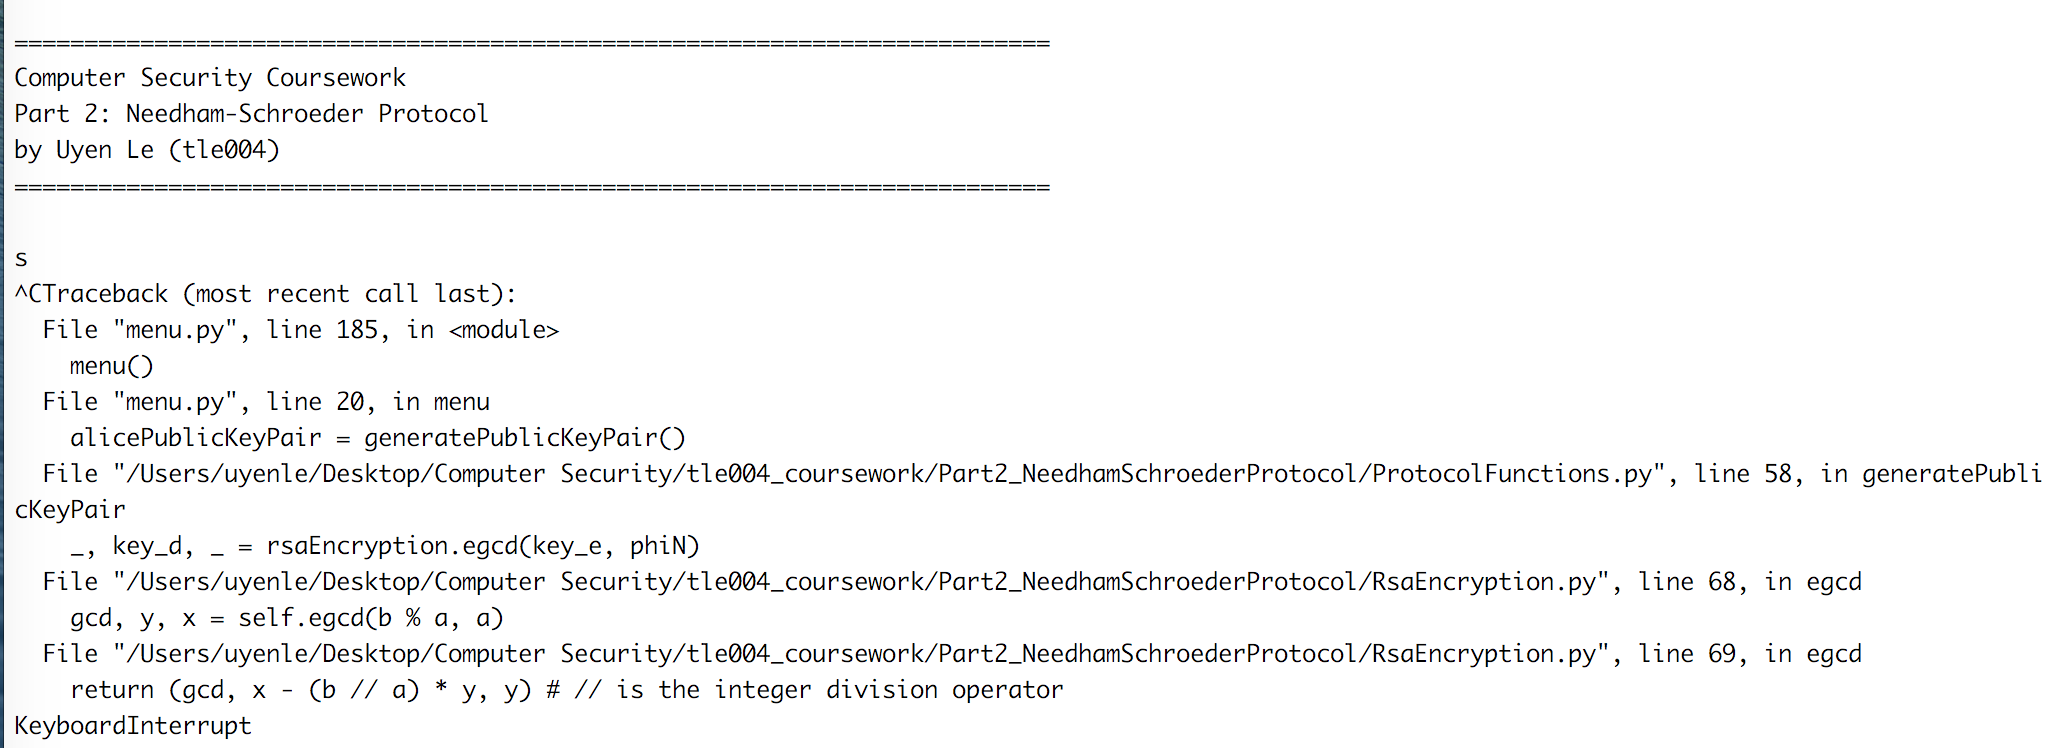 ==========================================================================
Computer Security Coursework
Part 2: Needham-Schroeder Protocol
by Uyen Le (tle004)
==========================================================================
s
^CTraceback (most recent call last):
  File "menu.py", line 185, in <module>
    menu()
  File "menu.py", line 20, in menu
    alicePublicKeyPair = generatePublicKeyPair()
  File "/Users/uyenle/Desktop/Computer Security/tle004_coursework/Part2_NeedhamSchroederProtocol/ProtocolFunctions.py", line 58, in generatePubli
cKeyPair
    _, key_d, _ = rsaEncryption.egcd(key_e, phiN)
  File "/Users/uyenle/Desktop/Computer Security/tle004_coursework/Part2_NeedhamSchroederProtocol/RsaEncryption.py", line 68, in egcd
    gcd, y, x = self.egcd(b % a, a)
  File "/Users/uyenle/Desktop/Computer Security/tle004_coursework/Part2_NeedhamSchroederProtocol/RsaEncryption.py", line 69, in egcd
    return (gcd, x - (b // a) * y, y) # // is the integer division operator
KeyboardInterrupt